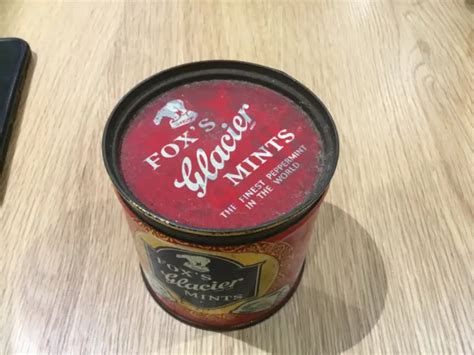 FOX'S
Glacier
MINTS
THE FINEST PEPPERMINT
IN THE WORLD
FOX'S
Glacier
MINTS